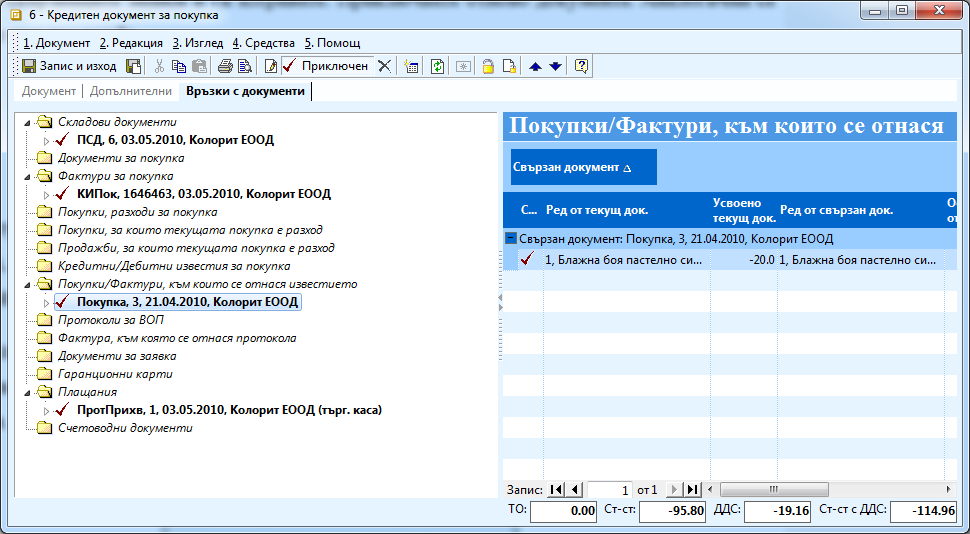 6 - Кредитен документ за покупка
1. Документ 2. Редакция 3. Изглед 4. Средства 5. Помощ
Запис и изход Приключен
Документ Допълнителни Връзки с документи
Складови документи
ПСД, 6, 03.05.2010, Колорит ЕООД
Документи за покупка
Фактури за покупка
КИПок, 1646463, 03.05.2010, Колорит ЕООД
Покупки, разходи за покупка
Покупки, за които текущата покупка е разход
Продажби, за които текущата покупка е разход
Кредитни/Дебитни известия за покупка
Покупки/Фактури, към които се отнася известието
Покупка, 3, 21.04.2010, Колорит ЕООД
Протоколи за ВОП
Фактура, към която се отнася протокола
Документи за заявка
Гаранционни карти
Плащания
ПротПрихв, 1, 03.05.2010, Колорит ЕООД (търг. каса)
Счетоводни документи
Покупки/Фактури, към които се отнася
Свързан документ
С... Ред от текущ док. Усвоено текущ док. Ред от свързан док.
Свързан документ: Покупка, 3, 21.04.2010, Колорит ЕООД
1, Блажна боя пастелно си... -20.0 1, Блажна боя пастелно си...
Запис: 1 от 1
ТО: 0.00 Ст-ст: -95.80 ДДС: -19.16 Ст-ст с ДДС: -114.96